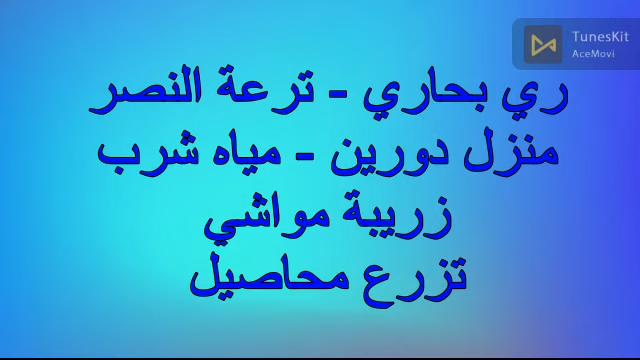 TunesKit
AceMovi
ري بحاري - ترعة النصر
منزل دورين - مياه شرب
زريبة مواشي
تزرع محاصيل